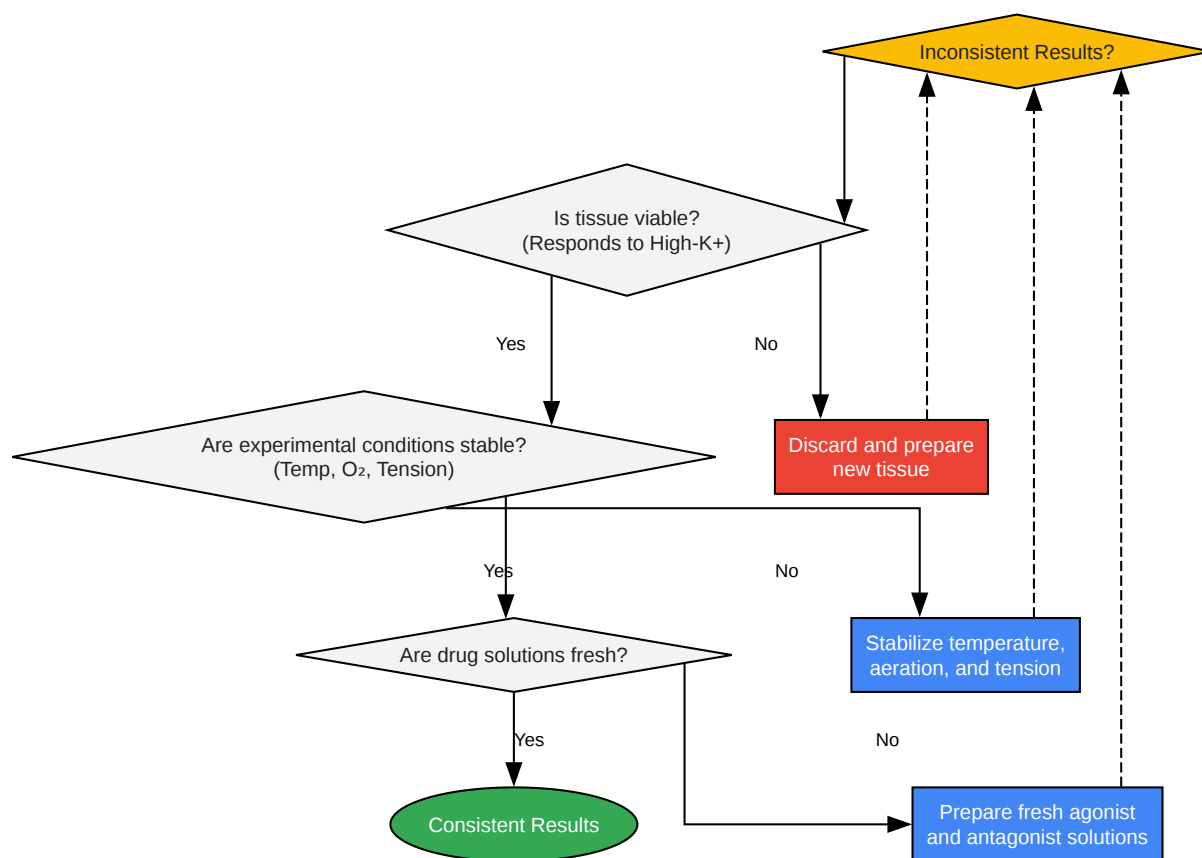 Inconsistent Results?
Is tissue viable?
(Responds to High-K+)
Yes
No
Are experimental conditions stable?
(Temp, O₂, Tension)
Discard and prepare
new tissue
Yes
No
Are drug solutions fresh?
Stabilize temperature,
aeration, and tension
Yes
No
Consistent Results
Prepare fresh agonist
and antagonist solutions